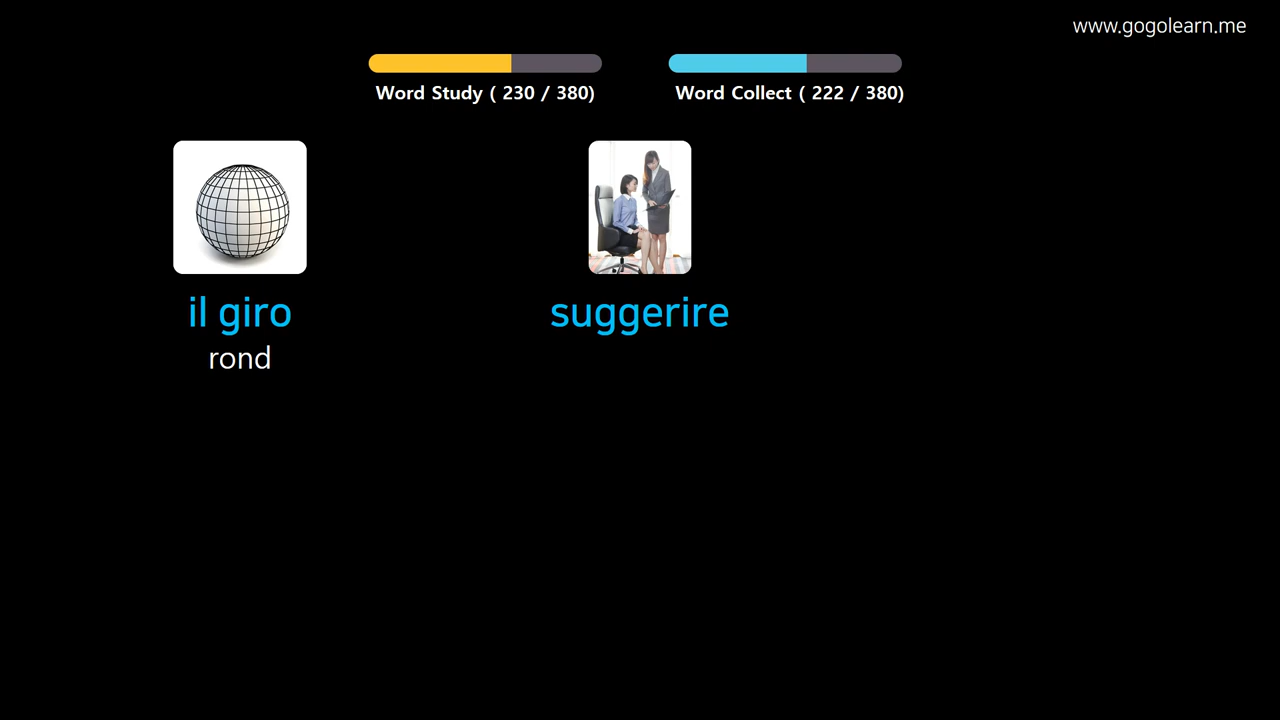 www.gogolearn.me
Word Study ( 230 / 380)
Word Collect ( 222 / 380)
il giro
rond
suggerire